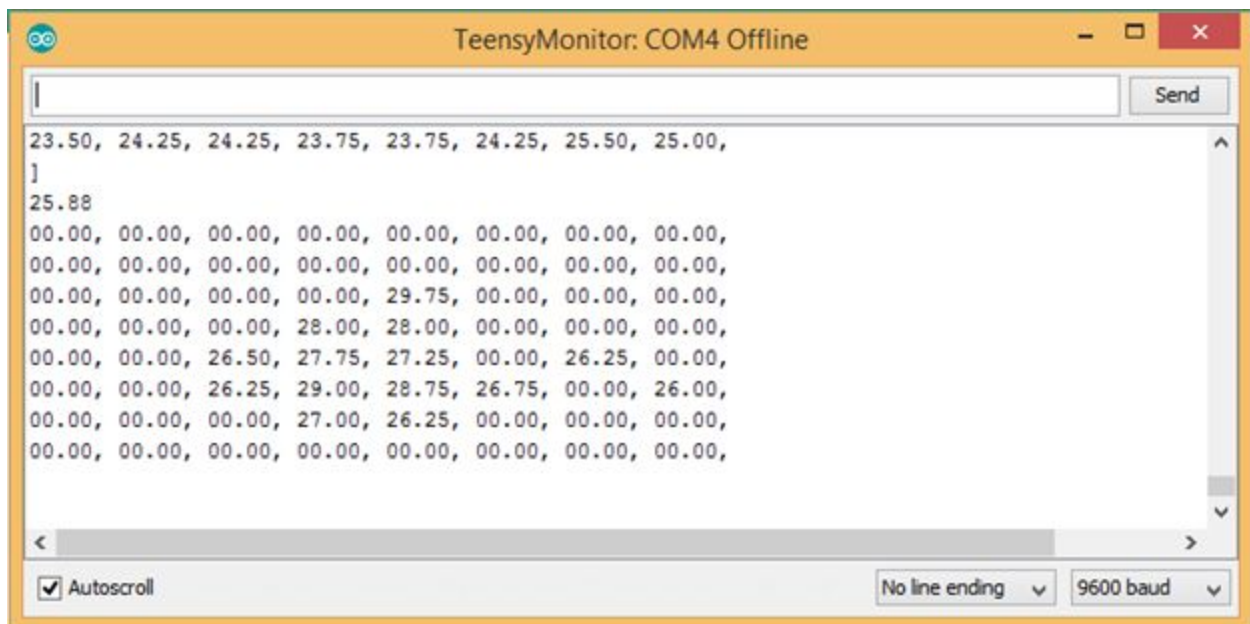 TeensyMonitor: COM4 Offline
Send
23.50, 24.25, 24.25, 23.75, 23.75, 24.25, 25.50, 25.00,
]
25.88
00.00, 00.00, 00.00, 00.00, 00.00, 00.00, 00.00, 00.00,
00.00, 00.00, 00.00, 00.00, 00.00, 00.00, 00.00, 00.00,
00.00, 00.00, 00.00, 00.00, 29.75, 00.00, 00.00, 00.00,
00.00, 00.00, 00.00, 28.00, 28.00, 00.00, 00.00, 00.00,
00.00, 00.00, 26.50, 27.75, 27.25, 00.00, 26.25, 00.00,
00.00, 00.00, 26.25, 29.00, 28.75, 26.75, 00.00, 26.00,
00.00, 00.00, 00.00, 27.00, 26.25, 00.00, 00.00, 00.00,
00.00, 00.00, 00.00, 00.00, 00.00, 00.00, 00.00, 00.00,
Autoscroll No line ending 9600 baud